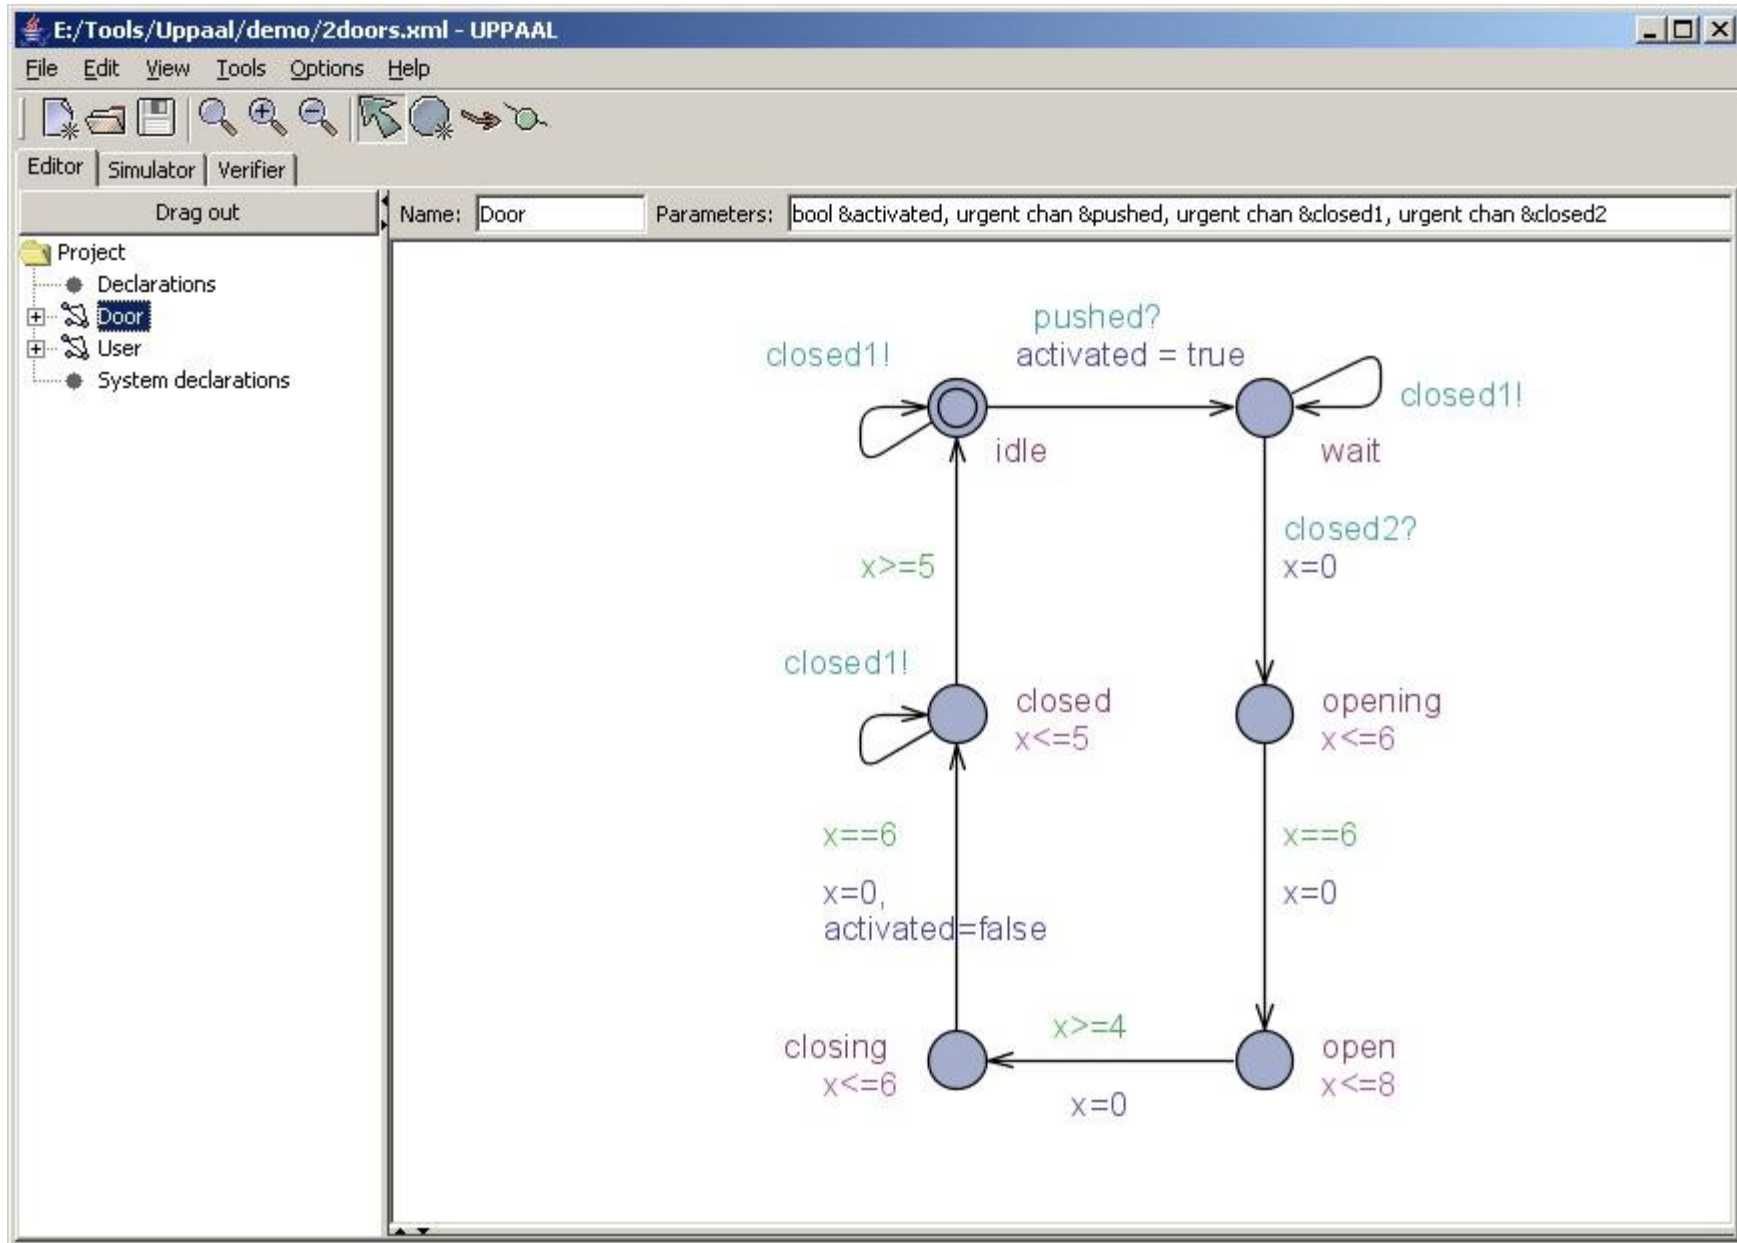 E:/Tools/Uppaal/demo/2doors.xml - UPPAAL
File Edit View Tools Options Help
Editor Simulator Verifier
Drag out
Name: Door Parameters: bool &activated, urgent chan &pushed, urgent chan &closed1, urgent chan &closed2
Project
Declarations
Door
User
System declarations
pushed?
closed1! activated = true
closed1!
idle wait
closed2?
x>=5 x=0
closed1!
closed opening
x<=5 x<=6
x==6 x==6
x=0, x=0
activated=false
x>=4
closing open
x<=6 x<=8
x=0